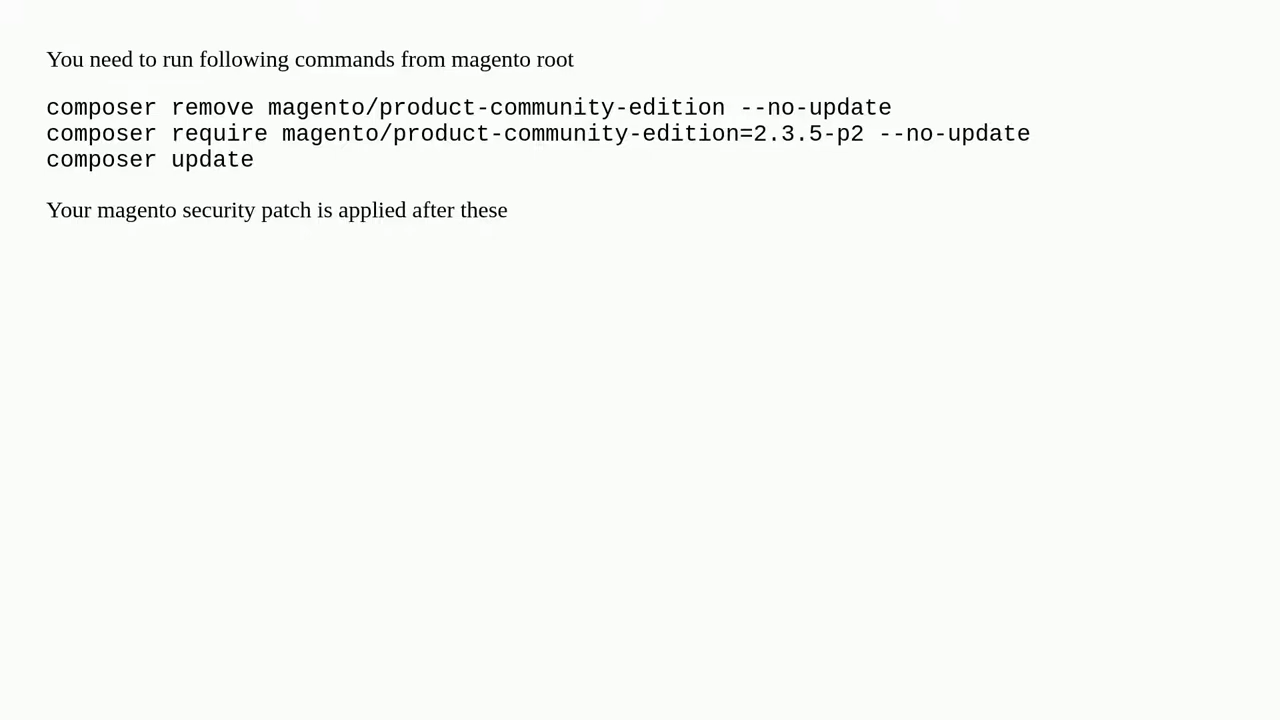 You need to run following commands from magento root
composer remove magento/product-community-edition --no-update
composer require magento/product-community-edition=2.3.5-p2 --no-update
composer update
Your magento security patch is applied after these